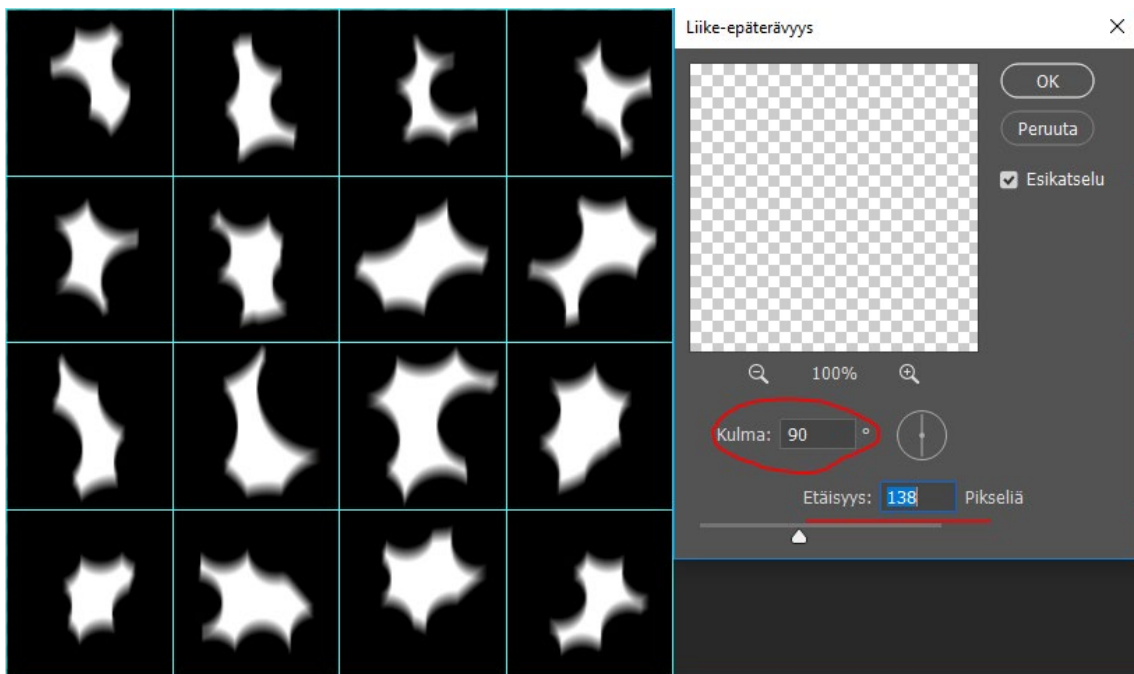 Liike-epäterävyys
OK
Peruuta
Esikatselu
100%
Kulma: 90 °
Etäisyys: 138 Pikseliä